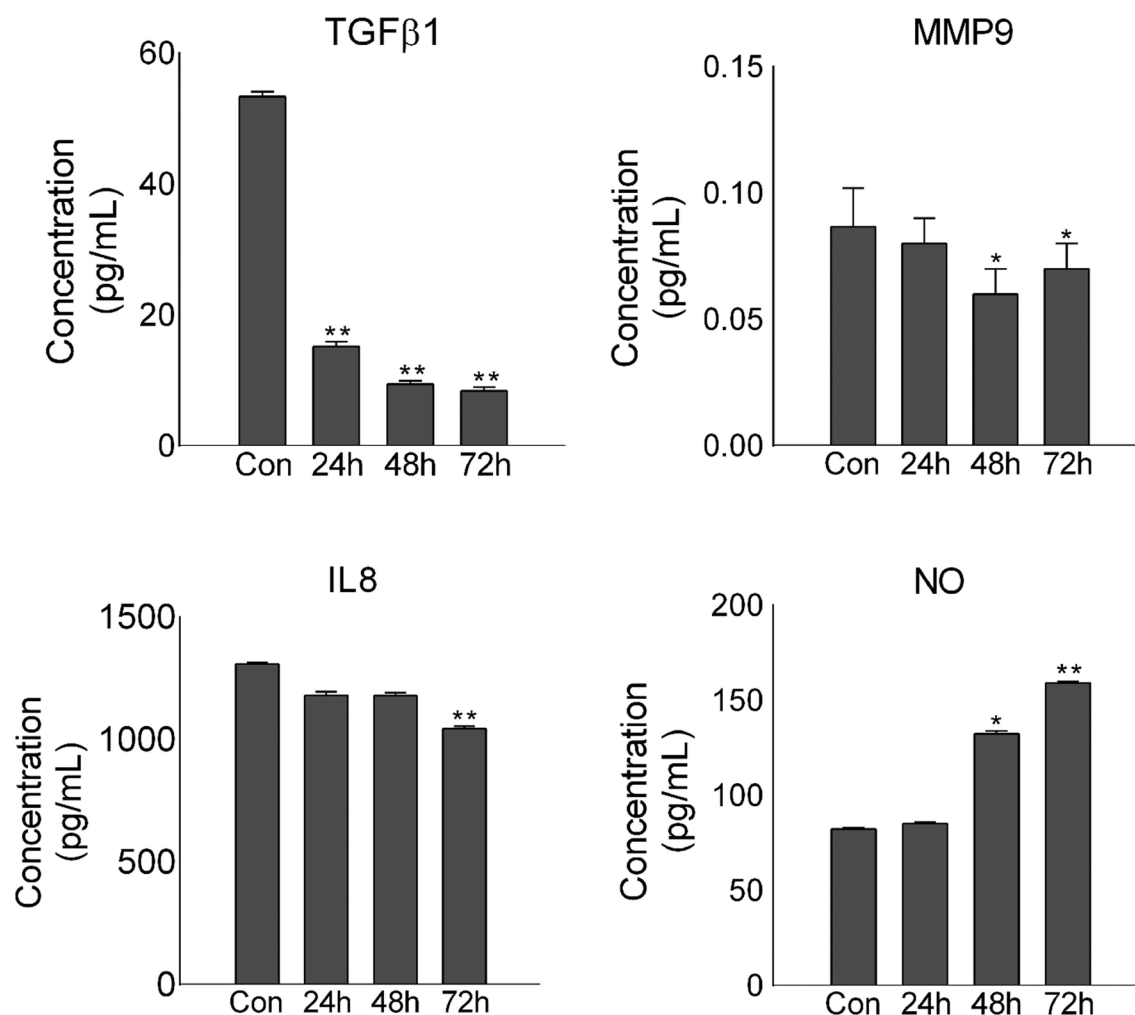 TGFβ1
60
40
20
0
Concentration
(pg/mL)
**
**
**
Con 24h 48h 72h
MMP9
0.15
0.10
0.05
0.00
Concentration
(pg/mL)
*
*
Con 24h 48h 72h
IL8
1500
1000
500
0
Concentration
(pg/mL)
**
Con 24h 48h 72h
NO
200
150
100
50
0
Concentration
(pg/mL)
*
**
Con 24h 48h 72h